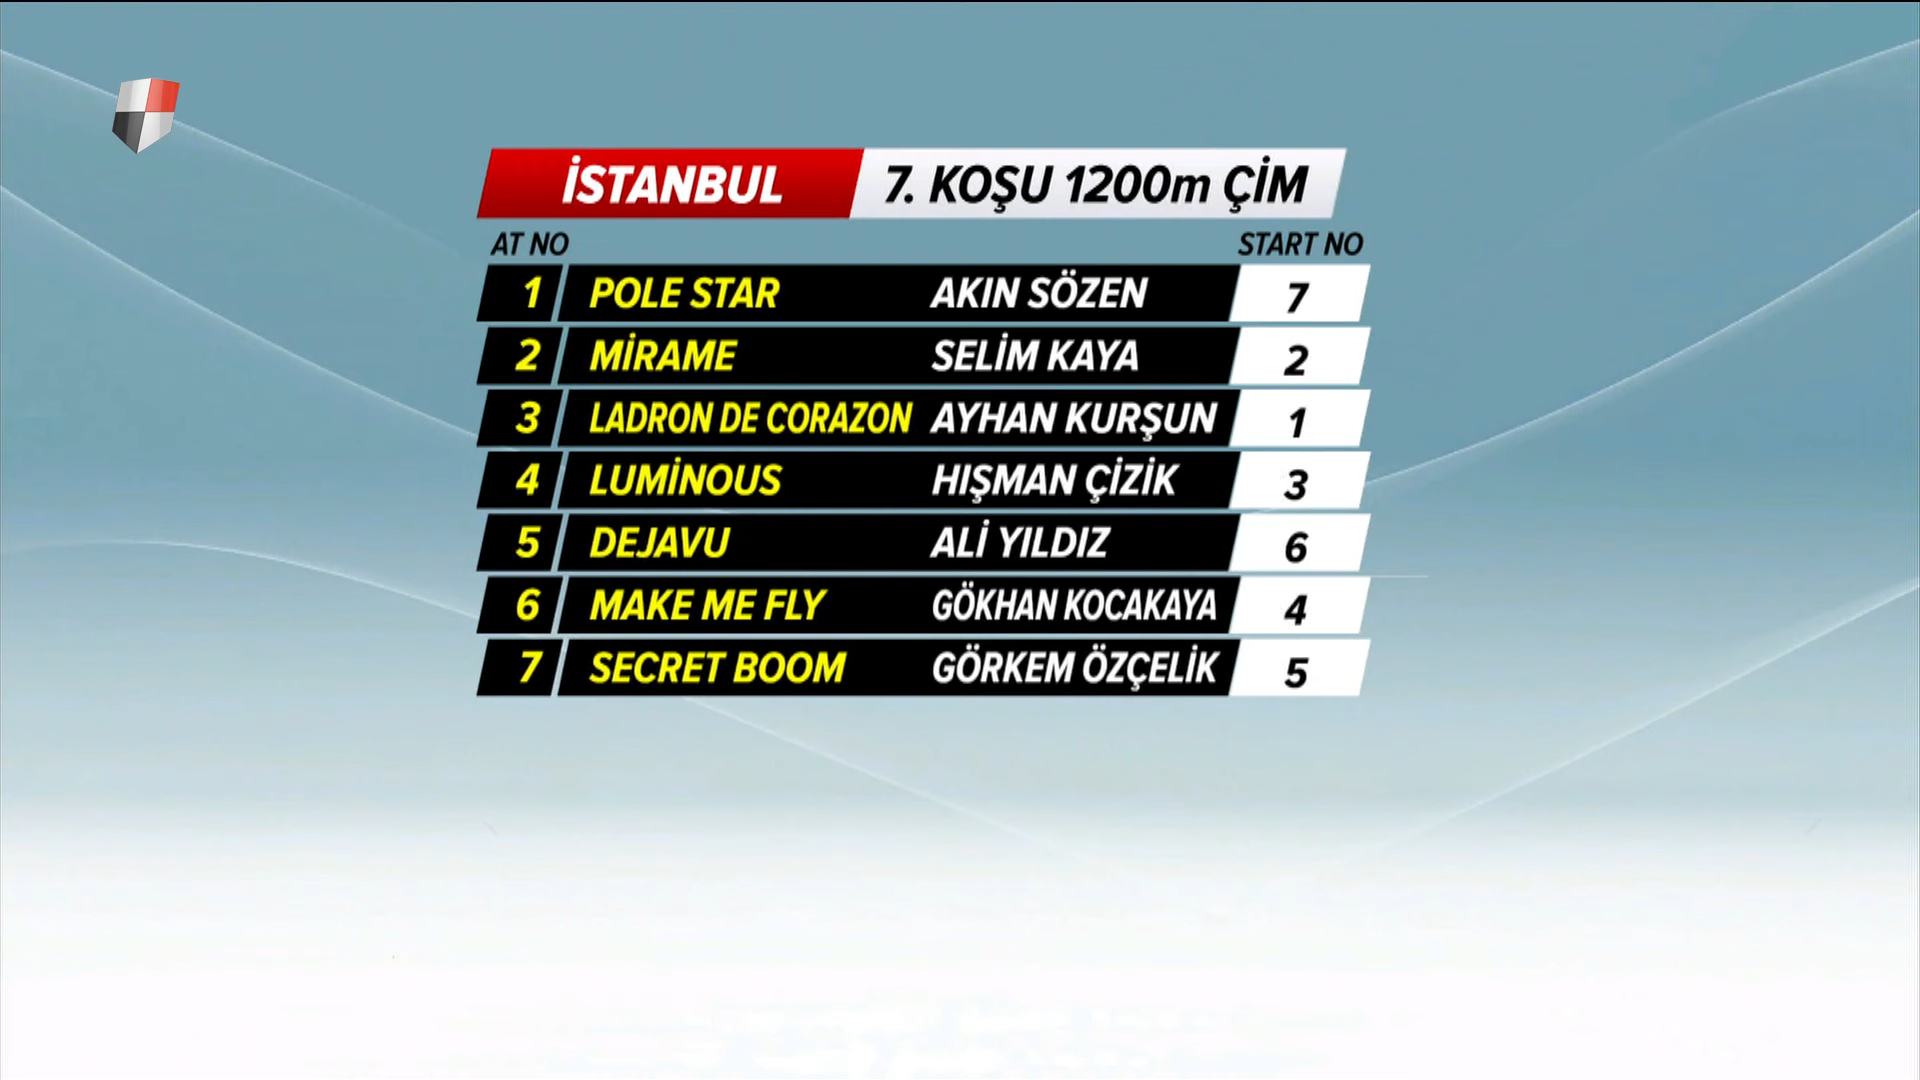 İSTANBUL 7. KOŞU 1200m ÇİM
AT NO START NO
1 POLE STAR AKIN SÖZEN 7
2 MİRAME SELİM KAYA 2
3 LADRON DE CORAZON AYHAN KURŞUN 1
4 LUMİNOUS HIŞMAN ÇİZİK 3
5 DEJAVU ALİ YILDIZ 6
6 MAKE ME FLY GÖKHAN KOCAKAYA 4
7 SECRET BOOM GÖRKEM ÖZÇELİK 5